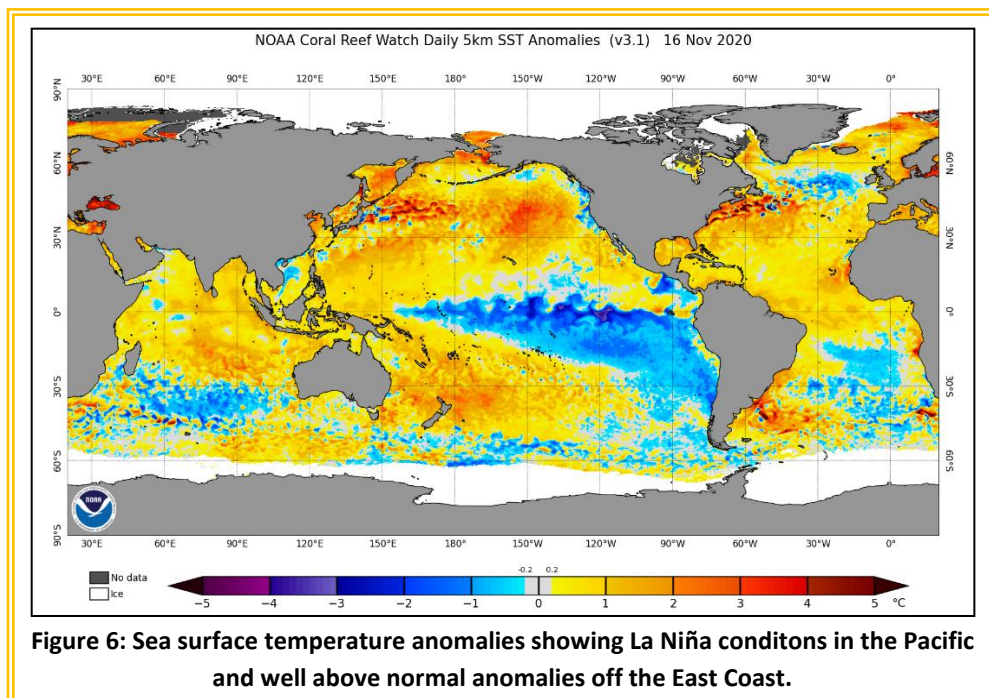 NOAA Coral Reef Watch Daily 5km SST Anomalies (v3.1) 16 Nov 2020
30°E 60°E 90°E 120°E 150°E 180° 150°W 120°W 90°W 60°W 30°W 0°
90°N
60°N 60°N
30°N 30°N
0° 0°
30°S 30°S
60°S 60°S
90°S
NOAA
30°E 60°E 90°E 120°E 150°E 180° 150°W 120°W 90°W 60°W 30°W 0°
-0.2 0.2
No data
Ice
−5 −4 −3 −2 −1 0 1 2 3 4 5 °C
Figure 6: Sea surface temperature anomalies showing La Niña conditons in the Pacific
and well above normal anomalies off the East Coast.